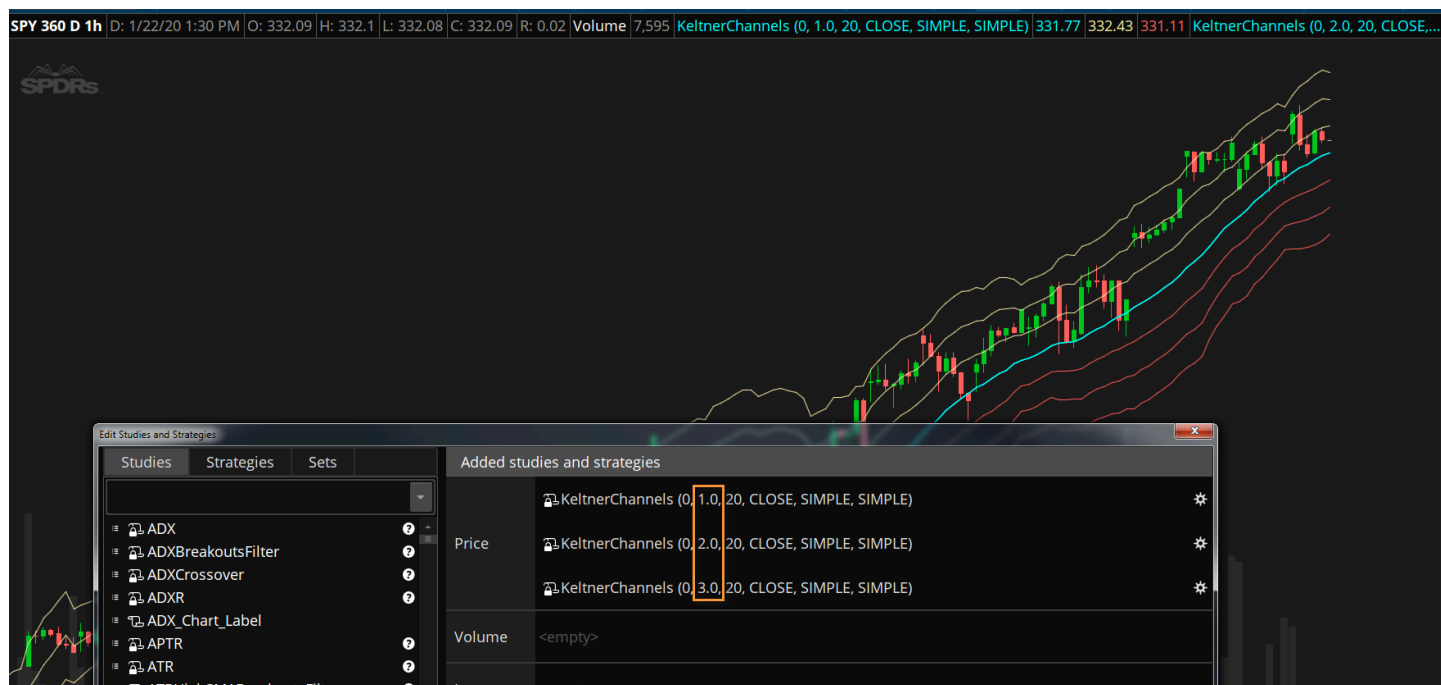 SPY 360 D 1h D: 1/22/20 1:30 PM O: 332.09 H: 332.1 L: 332.08 C: 332.09 R: 0.02 Volume 7,595 KeltnerChannels (0, 1.0, 20, CLOSE, SIMPLE, SIMPLE) 331.77 332.43 331.11 KeltnerChannels (0, 2.0, 20, CLOSE,...
SPDRs
Edit Studies and Strategies
X
Studies Strategies Sets
Added studies and strategies
ADX
ADXBreakoutsFilter
ADXCrossover
ADXR
ADX_Chart_Label
APTR
ATR
Price
KeltnerChannels (0, 1.0, 20, CLOSE, SIMPLE, SIMPLE)
KeltnerChannels (0, 2.0, 20, CLOSE, SIMPLE, SIMPLE)
KeltnerChannels (0, 3.0, 20, CLOSE, SIMPLE, SIMPLE)
Volume <empty>